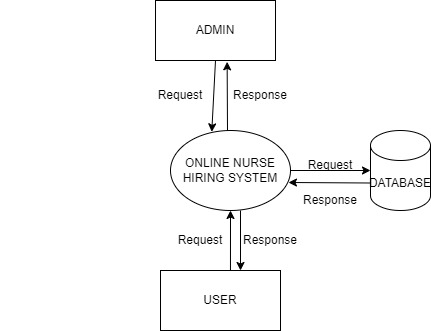 ADMIN
Request
Response
ONLINE NURSE
HIRING SYSTEM
Request
DATABASE
Response
Request
Response
USER